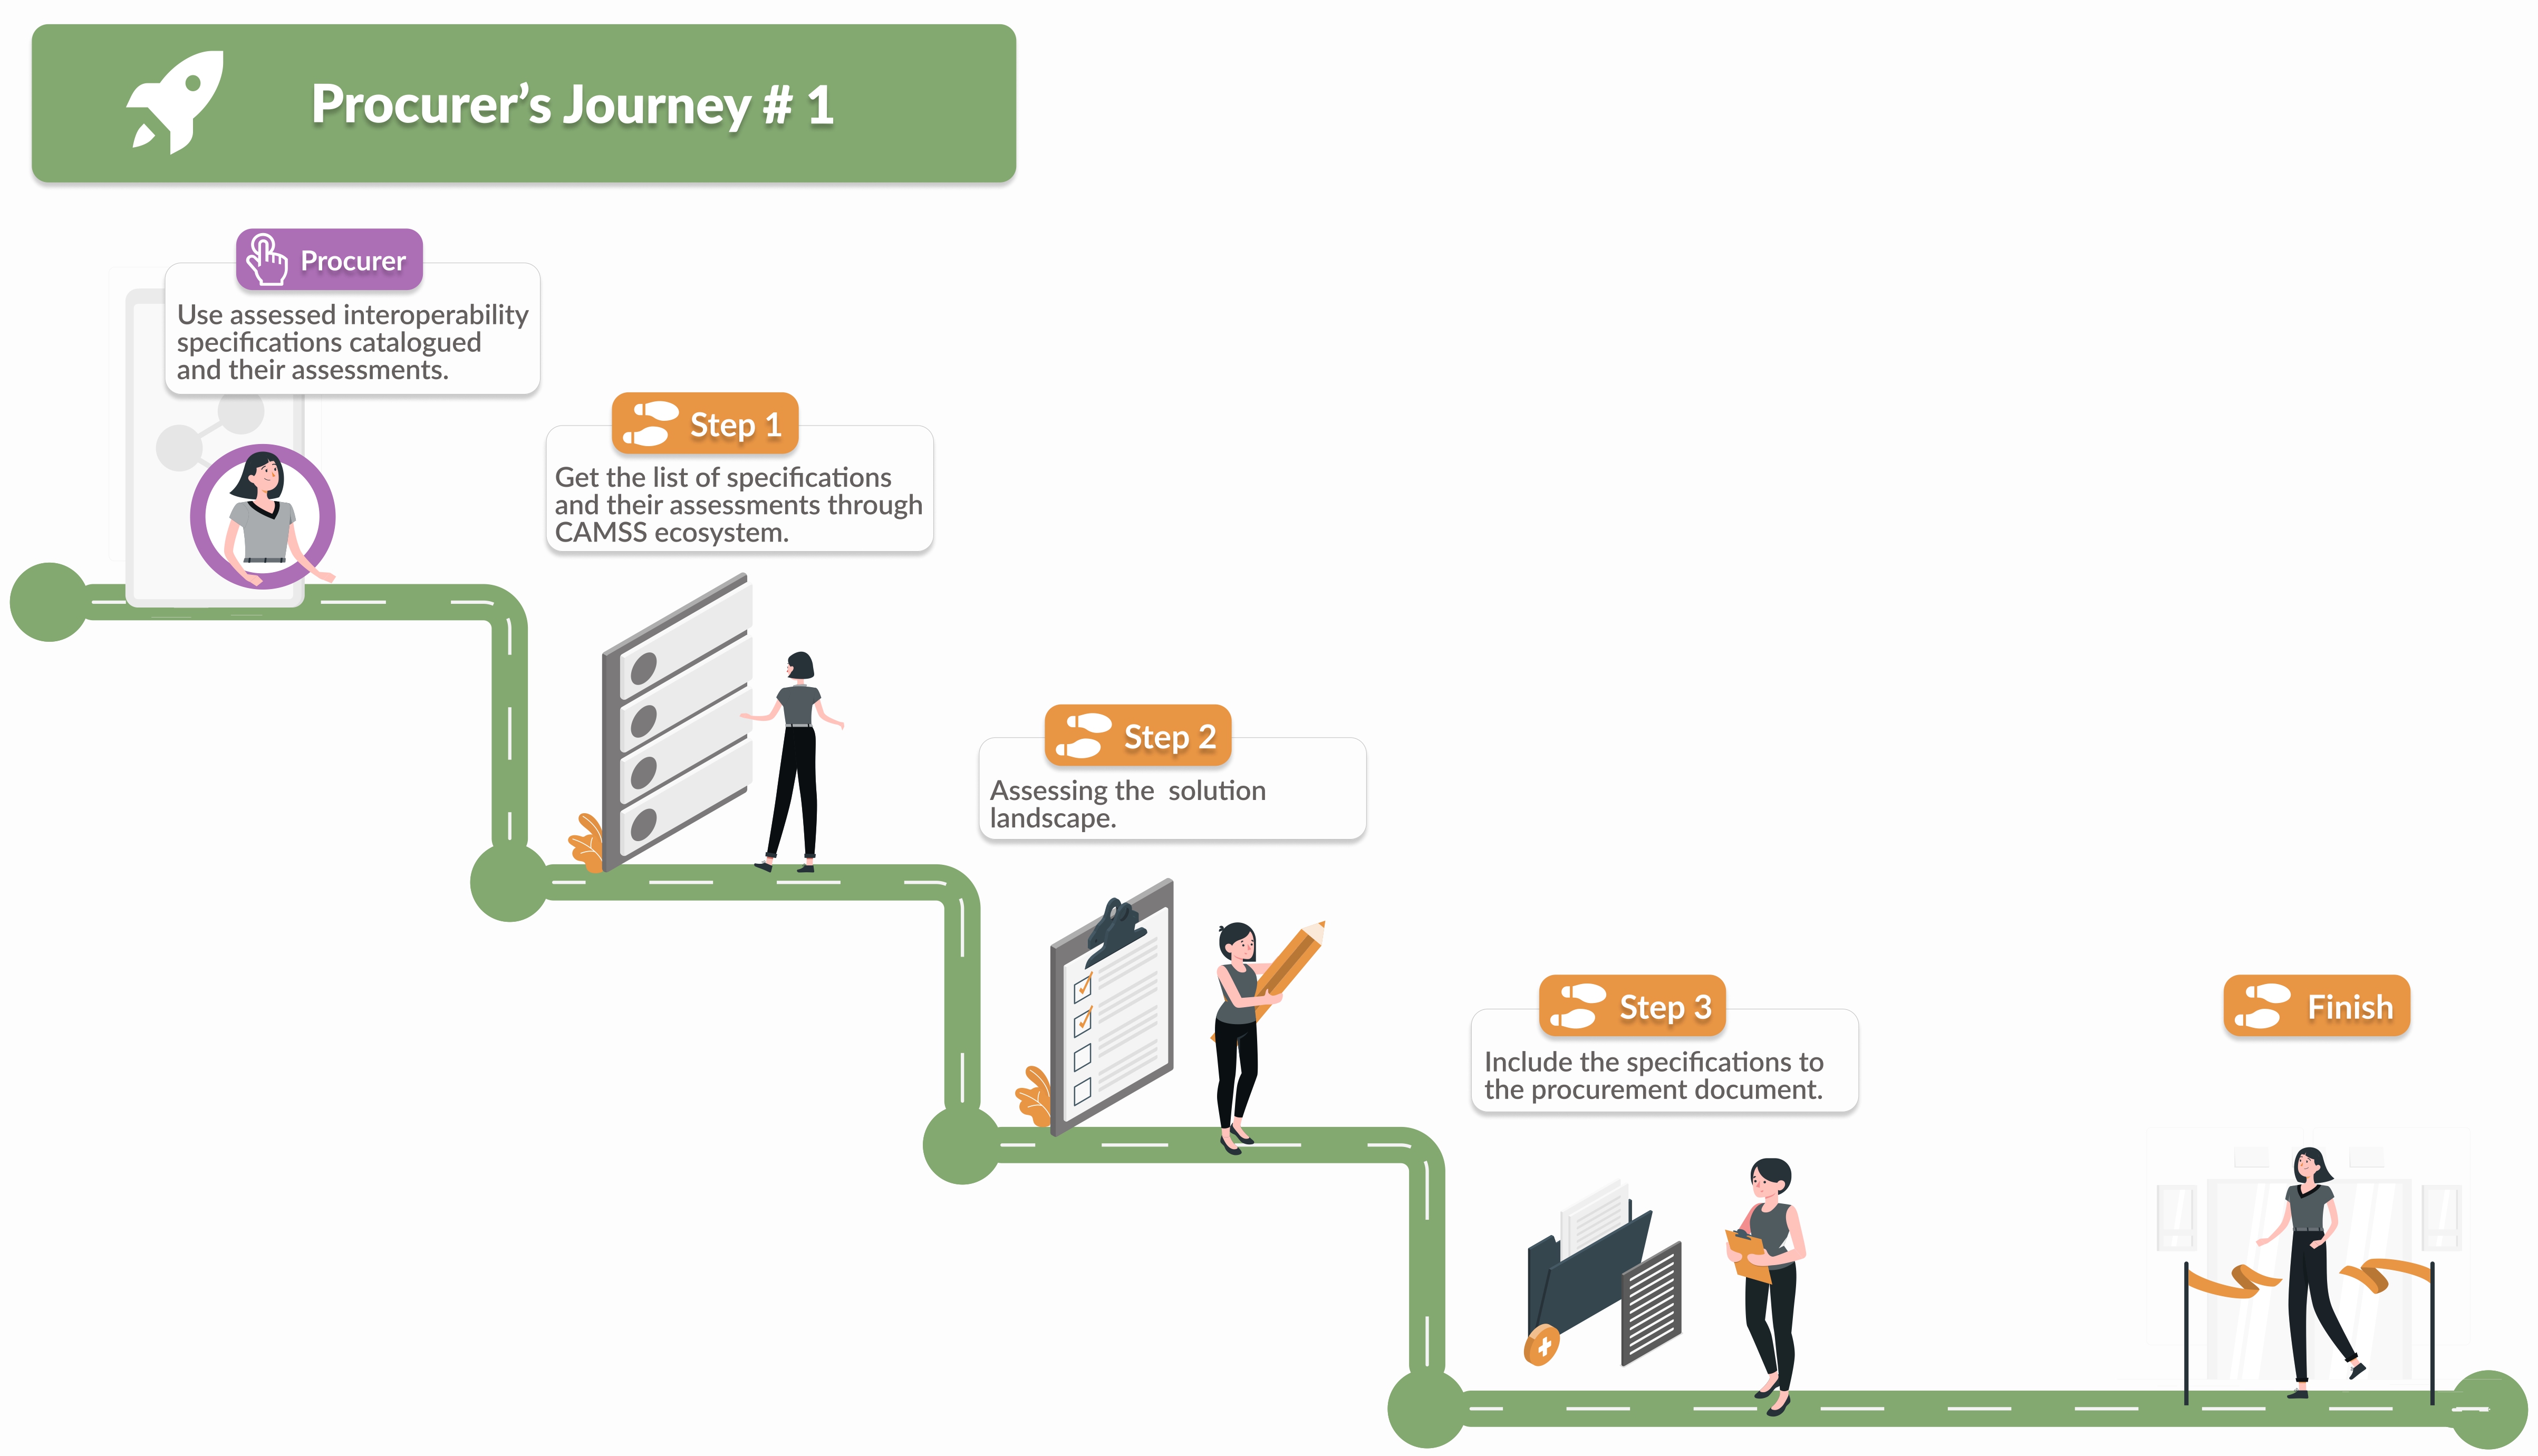 Procurer’s Journey # 1
Procurer
Use assessed interoperability
specifications catalogued
and their assessments.
Step 1
Get the list of specifications
and their assessments through
CAMSS ecosystem.
Step 2
Assessing the  solution
landscape.
Step 3
Include the specifications to
the procurement document.
Finish